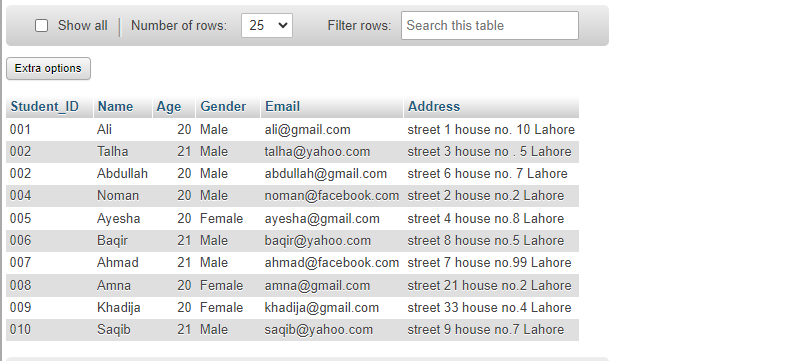 Show all Number of rows: 25 Filter rows: Search this table
Extra options
Student_ID Name Age Gender Email Address
001 Ali 20 Male ali@gmail.com street 1 house no. 10 Lahore
002 Talha 21 Male talha@yahoo.com street 3 house no . 5 Lahore
002 Abdullah 20 Male abdullah@gmail.com street 6 house no. 7 Lahore
004 Noman 20 Male noman@facebook.com street 2 house no.2 Lahore
005 Ayesha 20 Female ayesha@gmail.com street 4 house no.8 Lahore
006 Baqir 21 Male baqir@yahoo.com street 8 house no.5 Lahore
007 Ahmad 21 Male ahmad@facebook.com street 7 house no.99 Lahore
008 Amna 20 Female amna@gmail.com street 21 house no.2 Lahore
009 Khadija 20 Female khadija@gmail.com street 33 house no.4 Lahore
010 Saqib 21 Male saqib@yahoo.com street 9 house no.7 Lahore